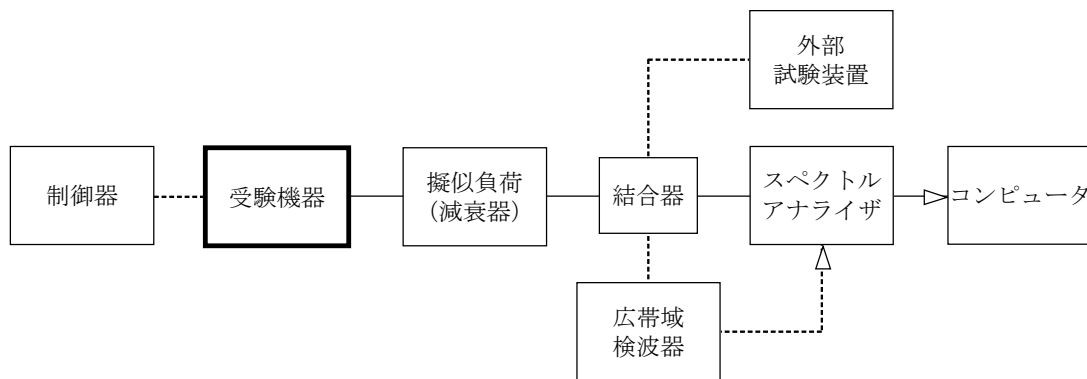 外部
試験装置
制御器
受験機器
擬似負荷
（減衰器）
結合器
スペクトル
アナライザ
コンピュータ
広帯域
検波器